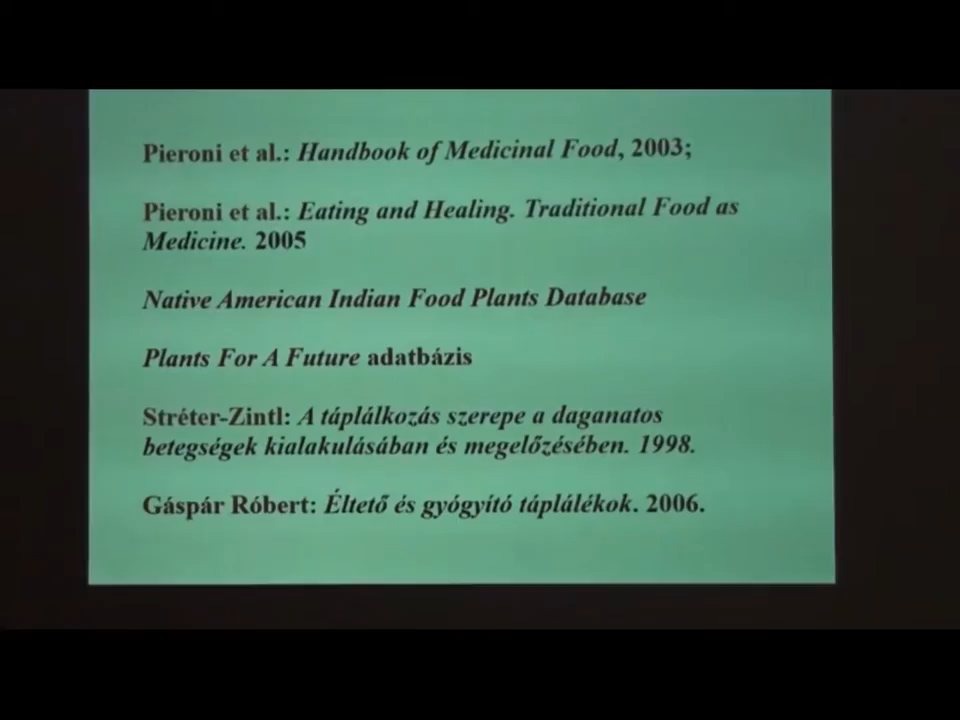 Pieroni et al.: Handbook of Medicinal Food, 2003;
Pieroni et al.: Eating and Healing. Traditional Food as
Medicine. 2005
Native American Indian Food Plants Database
Plants For A Future adatbázis
Stréter-Zintl: A táplálkozás szerepe a daganatos
betegségek kialakulásában és megelőzésében. 1998.
Gáspár Róbert: Éltető és gyógyító táplálékok. 2006.